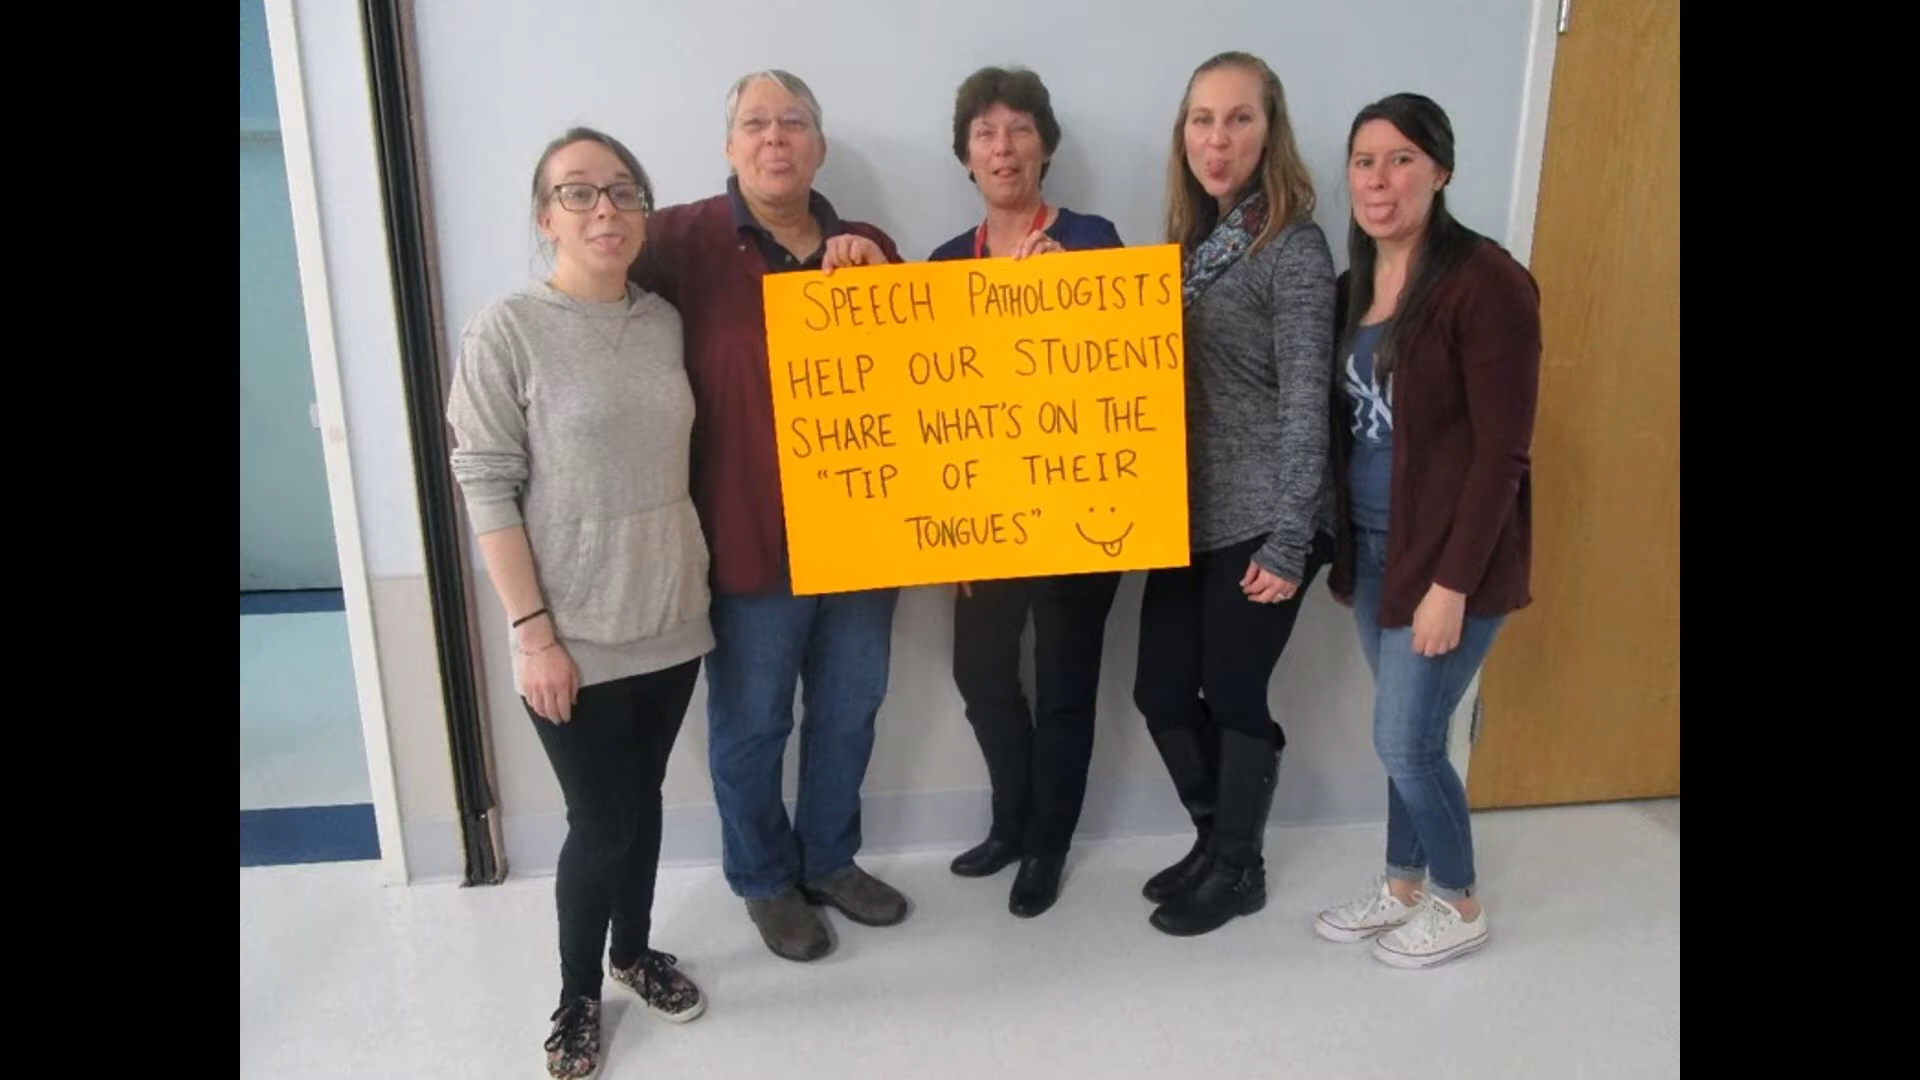 SPEECH PATHOLOGISTS
HELP OUR STUDENTS
SHARE WHAT'S ON THE
"TIP OF THEIR
TONGUES"